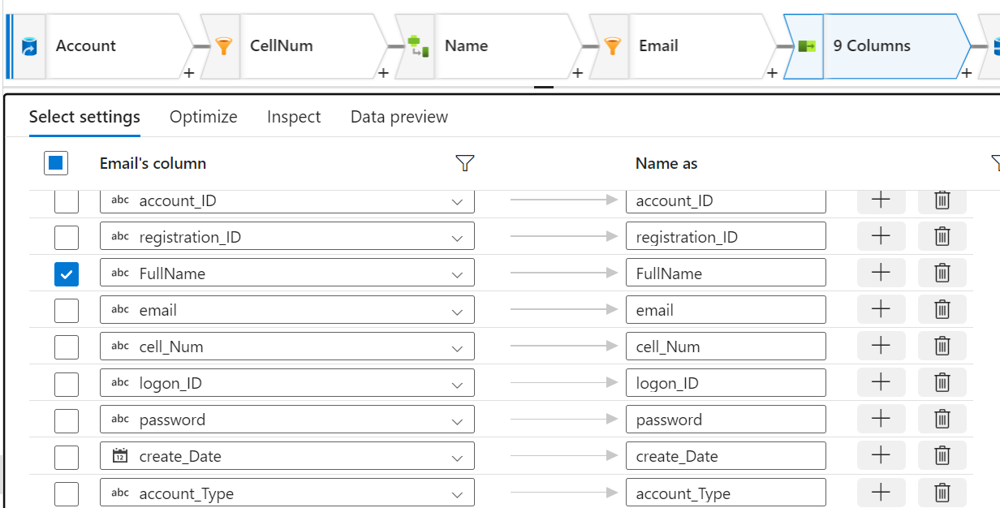 Account CellNum Name Email 9 Columns
+ + + + +
Select settings Optimize Inspect Data preview
Email's column Name as
abc account_ID account_ID
abc registration_ID registration_ID
abc FullName FullName
abc email email
abc cell_Num cell_Num
abc logon_ID logon_ID
abc password password
12 create_Date create_Date
abc account_Type account_Type